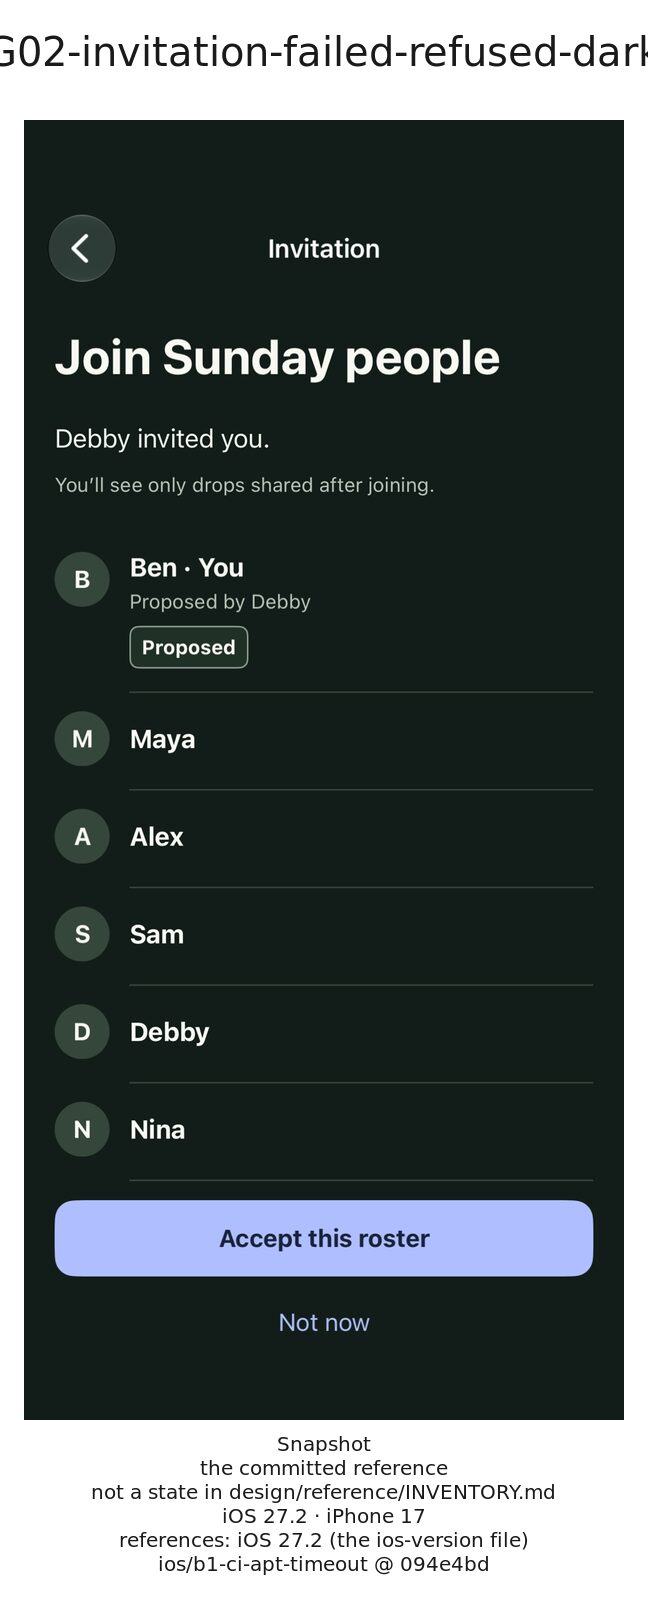 G02-invitation-failed-refused-dark
Invitation
Join Sunday people
Debby invited you.
You’ll see only drops shared after joining.
B
Ben · You
Proposed by Debby
Proposed
M
Maya
A
Alex
S
Sam
D
Debby
N
Nina
Accept this roster
Not now
Snapshot
the committed reference
not a state in design/reference/INVENTORY.md
iOS 27.2 · iPhone 17
references: iOS 27.2 (the ios-version file)
ios/b1-ci-apt-timeout @ 094e4bd